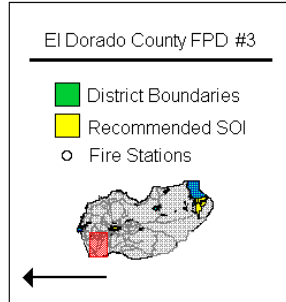 El Dorado County FPD #3
District Boundaries
Recommended SOI
Fire Stations